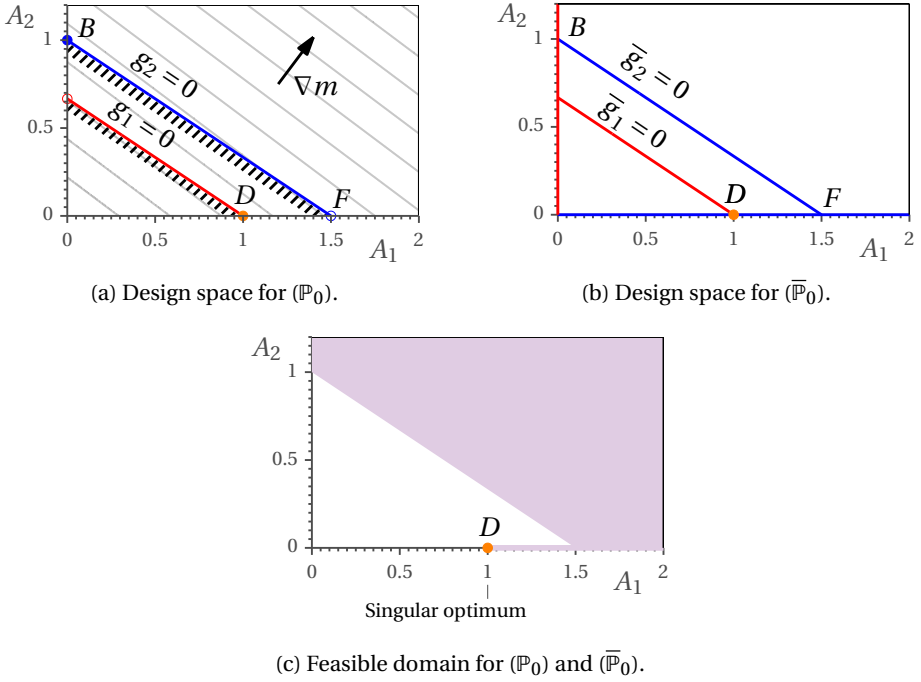 A₂
1
0.5
0
B
g₂ = 0
g₁ = 0
∇m
D
F
0
0.5
1
1.5
2
A₁
(a) Design space for (ℙ₀).
A₂
1
0.5
0
B
g̅₂ = 0
g̅₁ = 0
D
F
0
0.5
1
1.5
2
A₁
(b) Design space for (ℙ̅₀).
A₂
1
0.5
0
D
0
0.5
1
1.5
2
A₁
Singular optimum
(c) Feasible domain for (ℙ₀) and (ℙ̅₀).